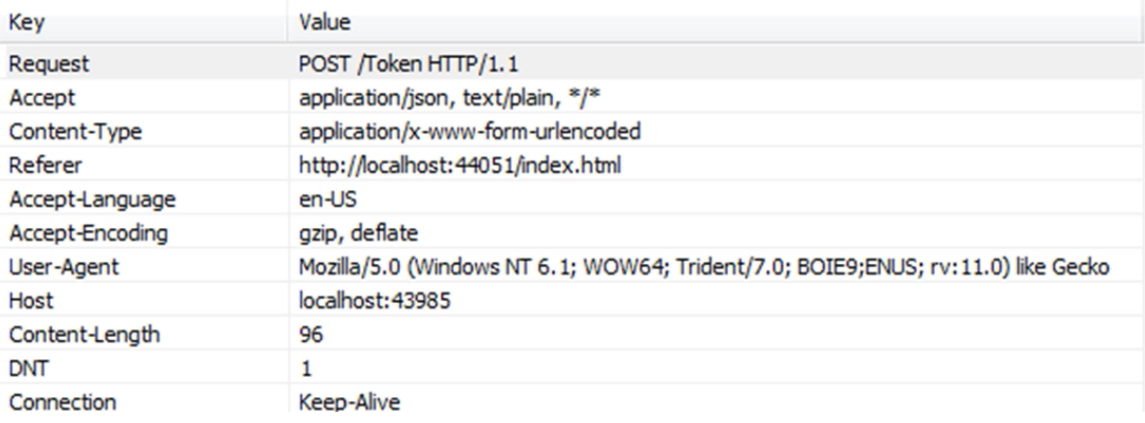 Key Value
Request POST /Token HTTP/1.1
Accept application/json, text/plain, */*
Content-Type application/x-www-form-urlencoded
Referer http://localhost:44051/index.html
Accept-Language en-US
Accept-Encoding gzip, deflate
User-Agent Mozilla/5.0 (Windows NT 6.1; WOW64; Trident/7.0; BOIE9;ENUS; rv:11.0) like Gecko
Host localhost:43985
Content-Length 96
DNT 1
Connection Keep-Alive